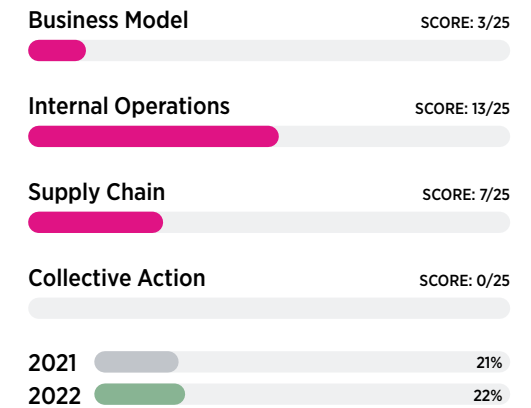 Business Model SCORE: 3/25
Internal Operations SCORE: 13/25
Supply Chain SCORE: 7/25
Collective Action SCORE: 0/25
2021 21%
2022 22%